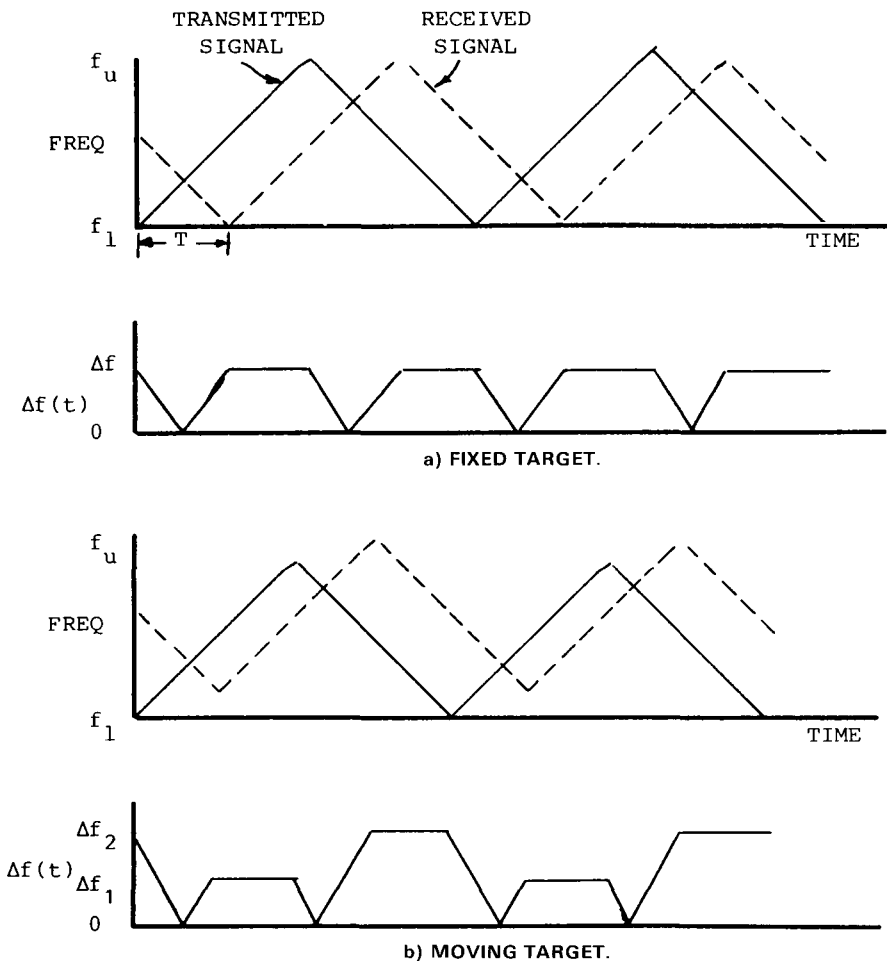 TRANSMITTED SIGNAL
RECEIVED SIGNAL
f_u
FREQ
f_l
T
TIME
Δf
Δf(t)
0
a) FIXED TARGET.
f_u
FREQ
f_l
TIME
Δf_2
Δf(t)
Δf_1
0
b) MOVING TARGET.